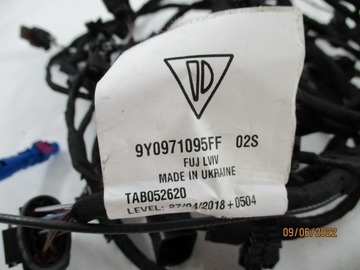 9Y0971095FF 02S
FUJ LVIV
MADE IN UKRAINE
TAB052620
LEVEL: 27/04/2018+0504
09/06/2022